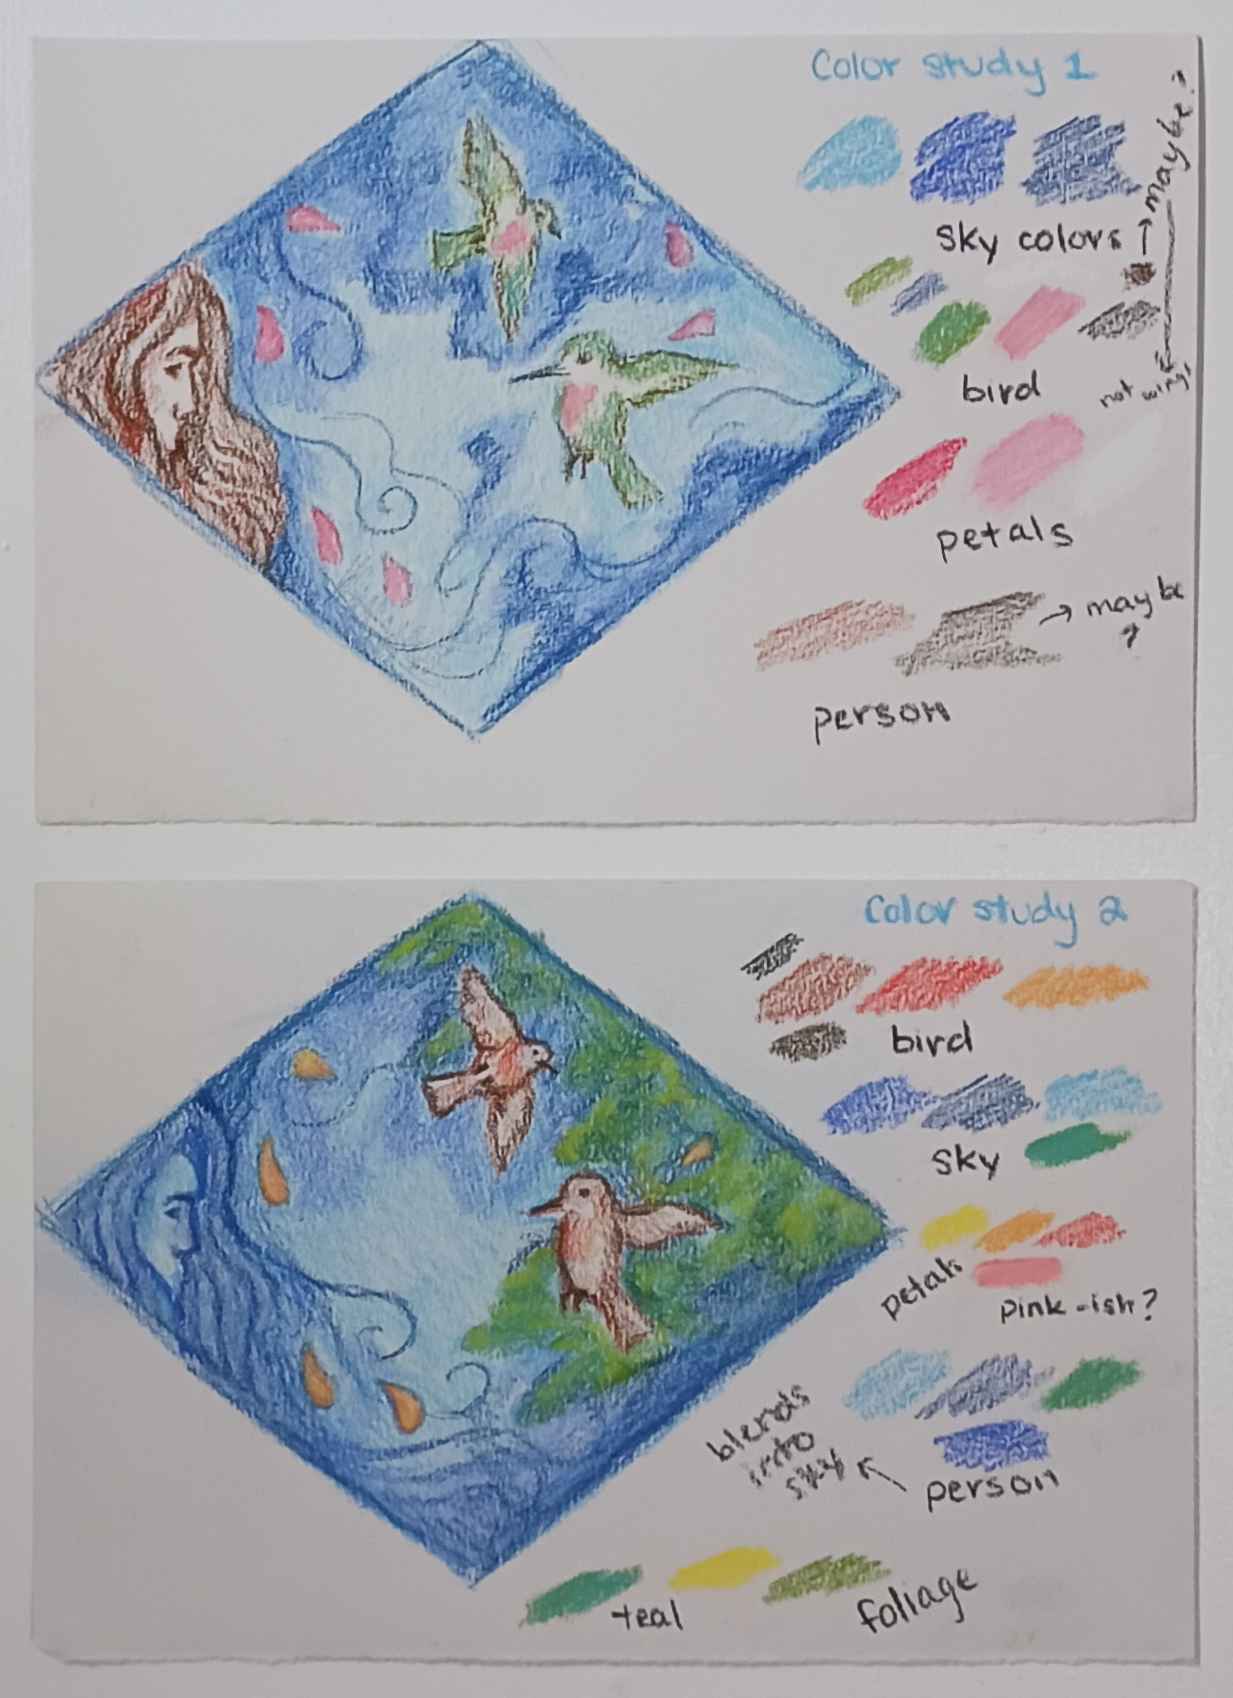 Color study 1
maybe?
sky colors
bird
not wings
petals
maybe
?
person
Color study 2
bird
sky
petals
pink-ish?
blends
into
sky
person
teal
foliage